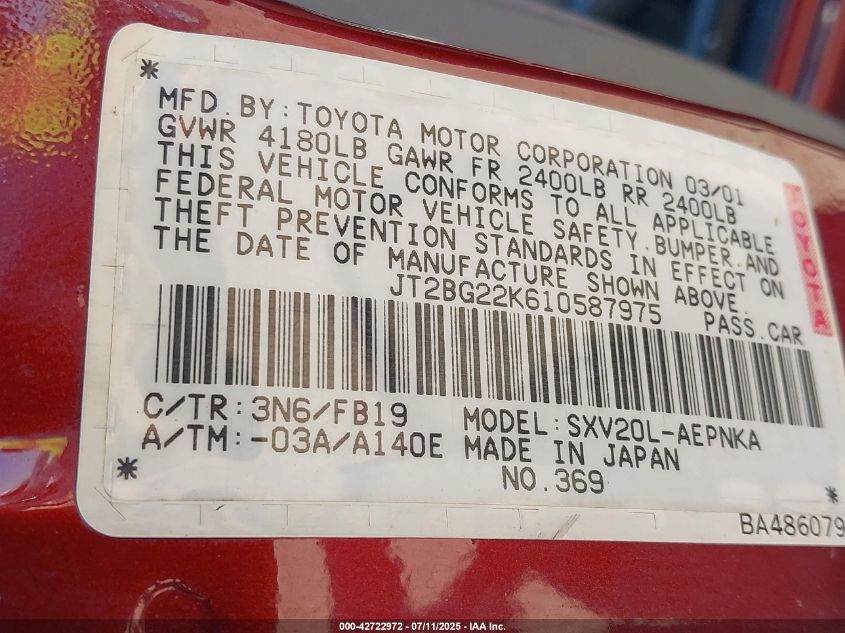 *
MFD.BY:TOYOTA MOTOR CORPORATION 03/01
GVWR 4180LB GAWR FR 2400LB RR 2400LB
THIS VEHICLE CONFORMS TO ALL APPLICABLE
FEDERAL MOTOR VEHICLE SAFETY.BUMPER.AND
THEFT PREVENTION STANDARDS IN EFFECT ON
THE DATE OF MANUFACTURE SHOWN ABOVE.
JT2BG22K610587975 PASS.CAR
TOYOTA
C/TR:3N6/FB19 MODEL:SXV20L-AEPNKA
A/TM:-03A/A140E MADE IN JAPAN
* NO.369 *
BA486079
000-42722972 - 07/11/2025 - IAA Inc.